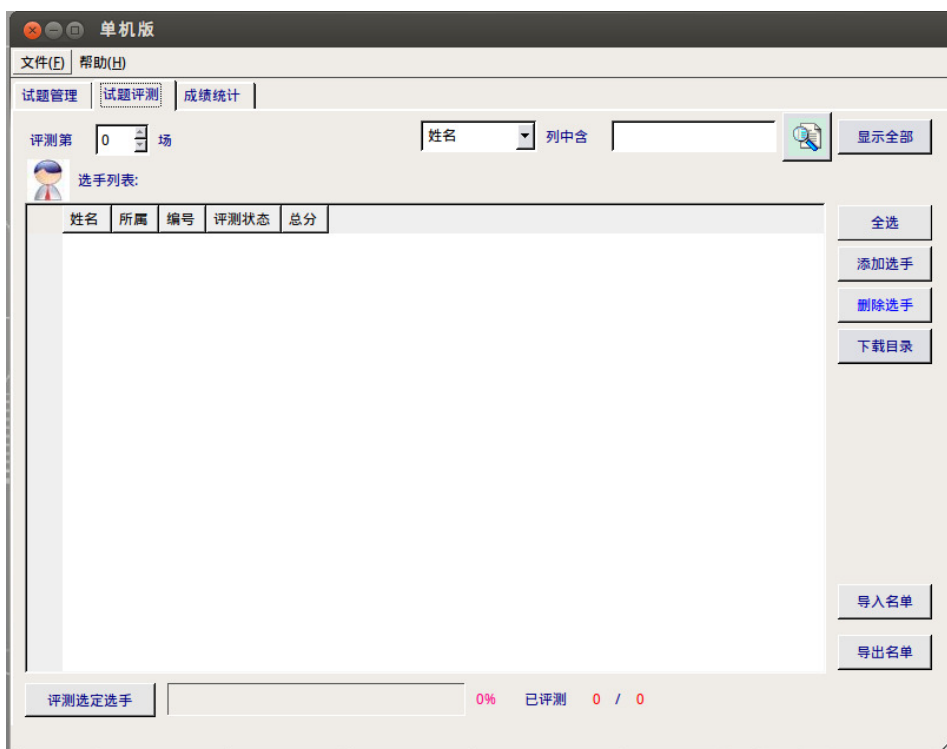 单机版
文件(F) 帮助(H)
试题管理 试题评测 成绩统计
评测第 0 场 姓名 列中含 显示全部
选手列表:
姓名 所属 编号 评测状态 总分 全选
添加选手
删除选手
下载目录
导入名单
导出名单
评测选定选手 0% 已评测 0 / 0